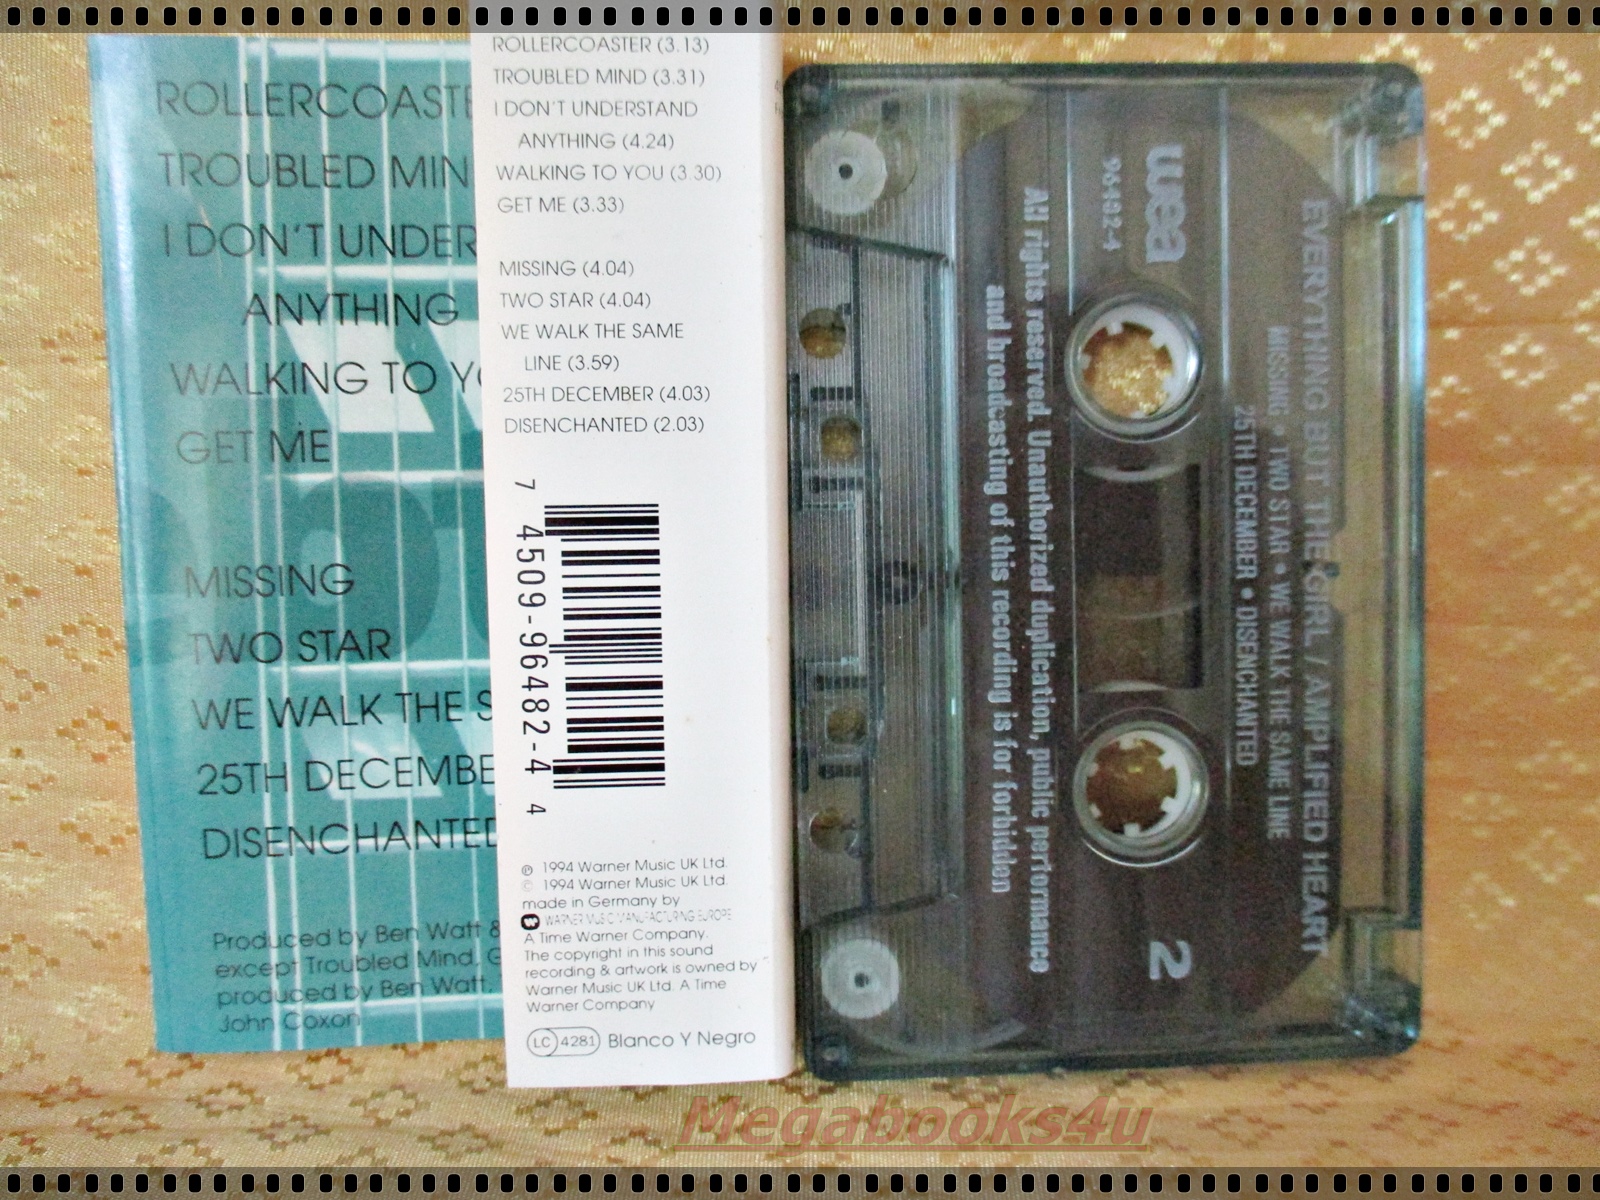 ROLLERCOASTE
TROUBLED MIN
I DON'T UNDER
ANYTHING
WALKING TO YO
GET ME
MISSING
TWO STAR
WE WALK THE S
25TH DECEMBE
DISENCHANTED
Produced by Ben Watt &
except Troubled Mind, G
produced by Ben Watt,
John Coxon
ROLLERCOASTER (3.13)
TROUBLED MIND (3.31)
I DON'T UNDERSTAND
ANYTHING (4.24)
WALKING TO YOU (3.30)
GET ME (3.33)
MISSING (4.04)
TWO STAR (4.04)
WE WALK THE SAME
LINE (3.59)
25TH DECEMBER (4.03)
DISENCHANTED (2.03)
7 4509-96482-4 4
℗ 1994 Warner Music UK Ltd.
© 1994 Warner Music UK Ltd.
made in Germany by
WARNER MUSIC MANUFACTURING EUROPE
A Time Warner Company.
The copyright in this sound
recording & artwork is owned by
Warner Music UK Ltd. A Time
Warner Company
LC 4281 Blanco Y Negro
EVERYTHING BUT THE GIRL / AMPLIFIED HEART
MISSING • TWO STAR • WE WALK THE SAME LINE
25TH DECEMBER • DISENCHANTED
wea
96482-4
2
All rights reserved. Unauthorized duplication, public performance
and broadcasting of this recording is for forbidden
Megabooks4u